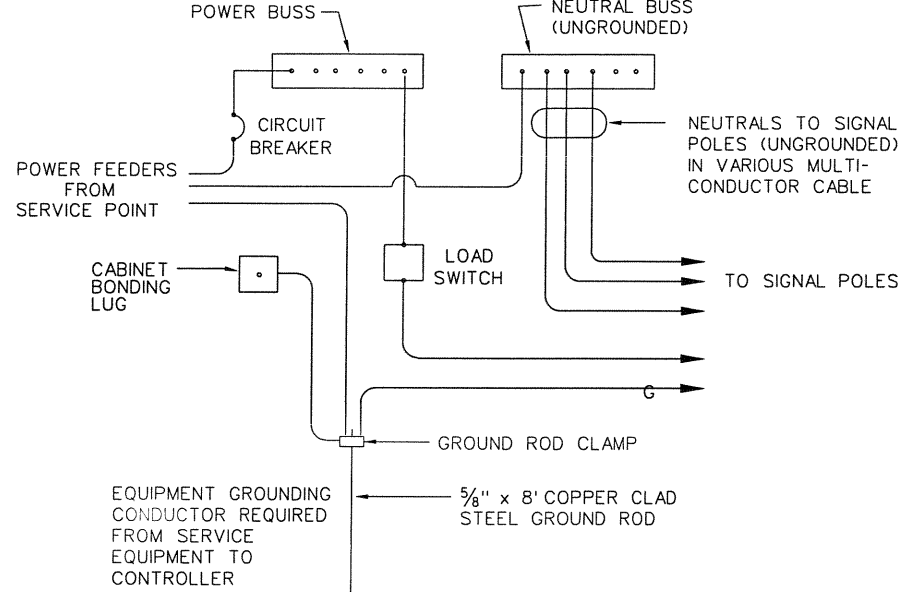 POWER BUSS
NEUTRAL BUSS
(UNGROUNDED)
CIRCUIT
BREAKER
NEUTRALS TO SIGNAL
POLES (UNGROUNDED)
IN VARIOUS MULTI-
CONDUCTOR CABLE
POWER FEEDERS
FROM
SERVICE POINT
CABINET
BONDING
LUG
LOAD
SWITCH
TO SIGNAL POLES
G
GROUND ROD CLAMP
EQUIPMENT GROUNDING
CONDUCTOR REQUIRED
FROM SERVICE
EQUIPMENT TO
CONTROLLER
⅝" x 8' COPPER CLAD
STEEL GROUND ROD